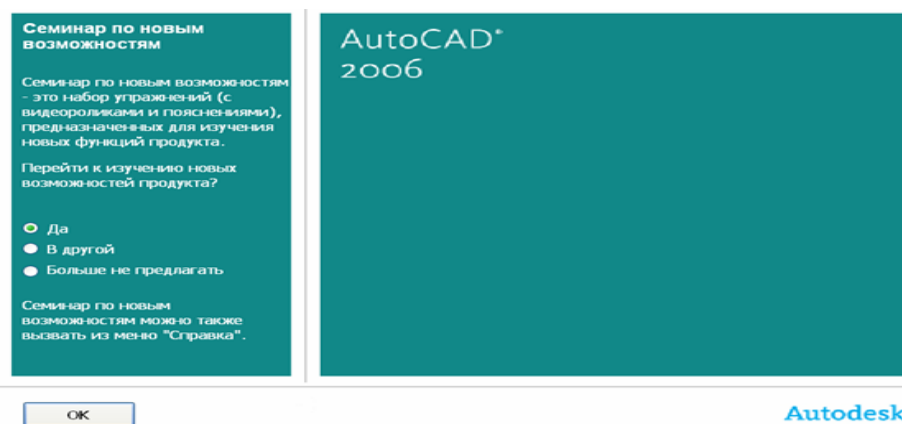 Семинар по новым
возможностям
Семинар по новым возможностям
- это набор упражнений (с
видеороликами и пояснениями),
предназначенных для изучения
новых функций продукта.
Перейти к изучению новых
возможностей продукта?
Да
В другой
Больше не предлагать
Семинар по новым
возможностям можно также
вызвать из меню "Справка".
AutoCAD®
2006
OK
Autodesk